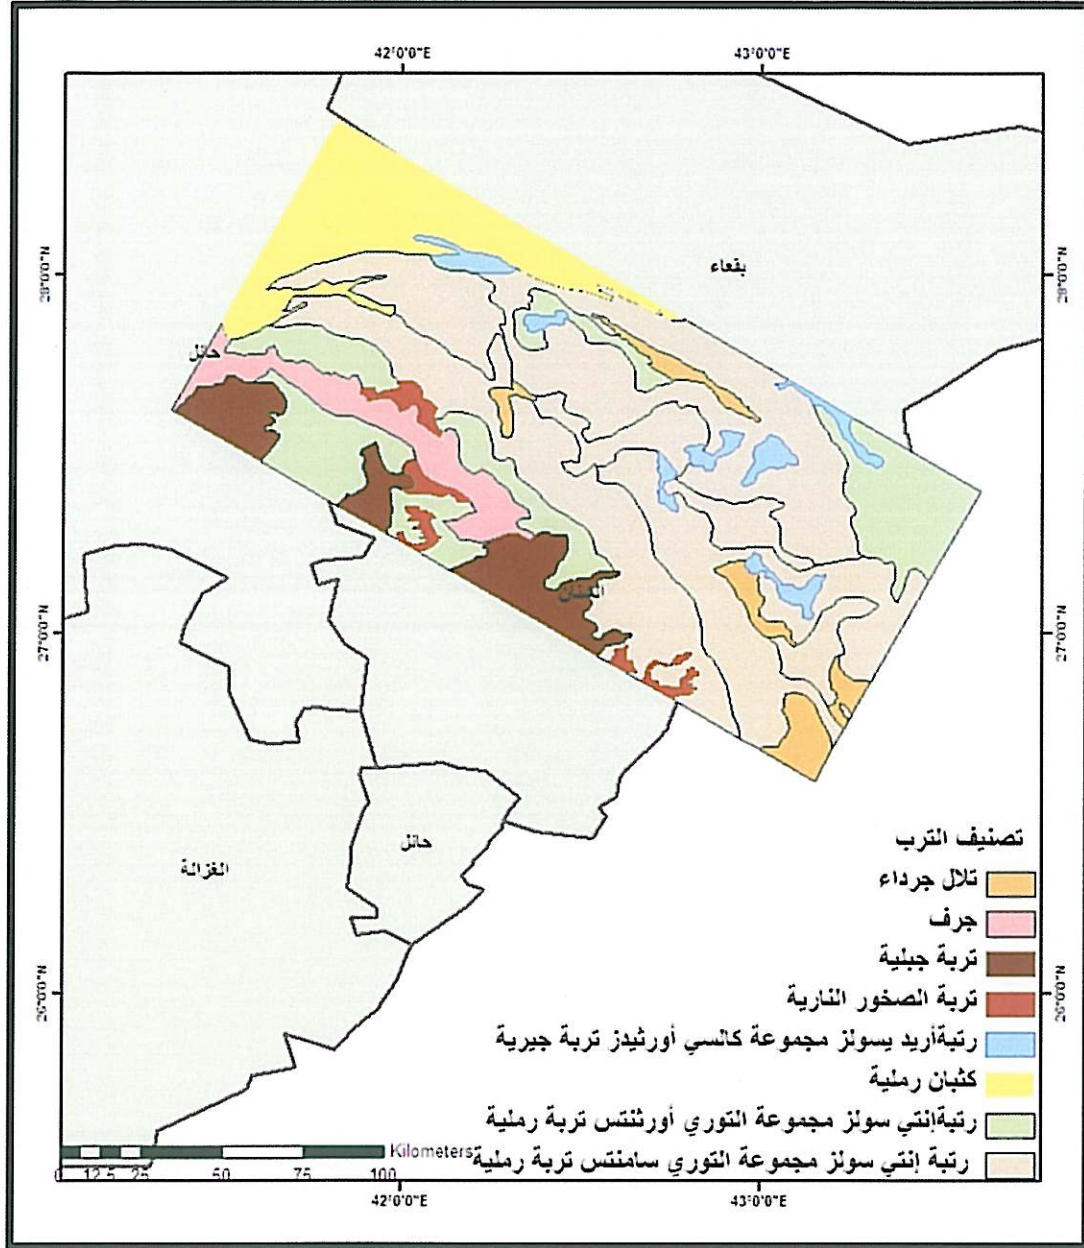 42°0'0"E 43°0'0"E
28°0'0"N 28°0'0"N
بقعاء
حائل
الشنان
27°0'0"N 27°0'0"N
حائل
الغزالة
تصنيف الترب
تلال جرداء
جرف
تربة جبلية
26°0'0"N 26°0'0"N
تربة الصخور النارية
رتبةأريد يسولز مجموعة كالسي أورثيدز تربة جيرية
كثبان رملية
رتبةإنتي سولز مجموعة التوري أورثنتس تربة رملية
رتبة إنتي سولز مجموعة التوري سامنتس تربة رملية
Kilometers
0 12.5 25 50 75 100
42°0'0"E 43°0'0"E